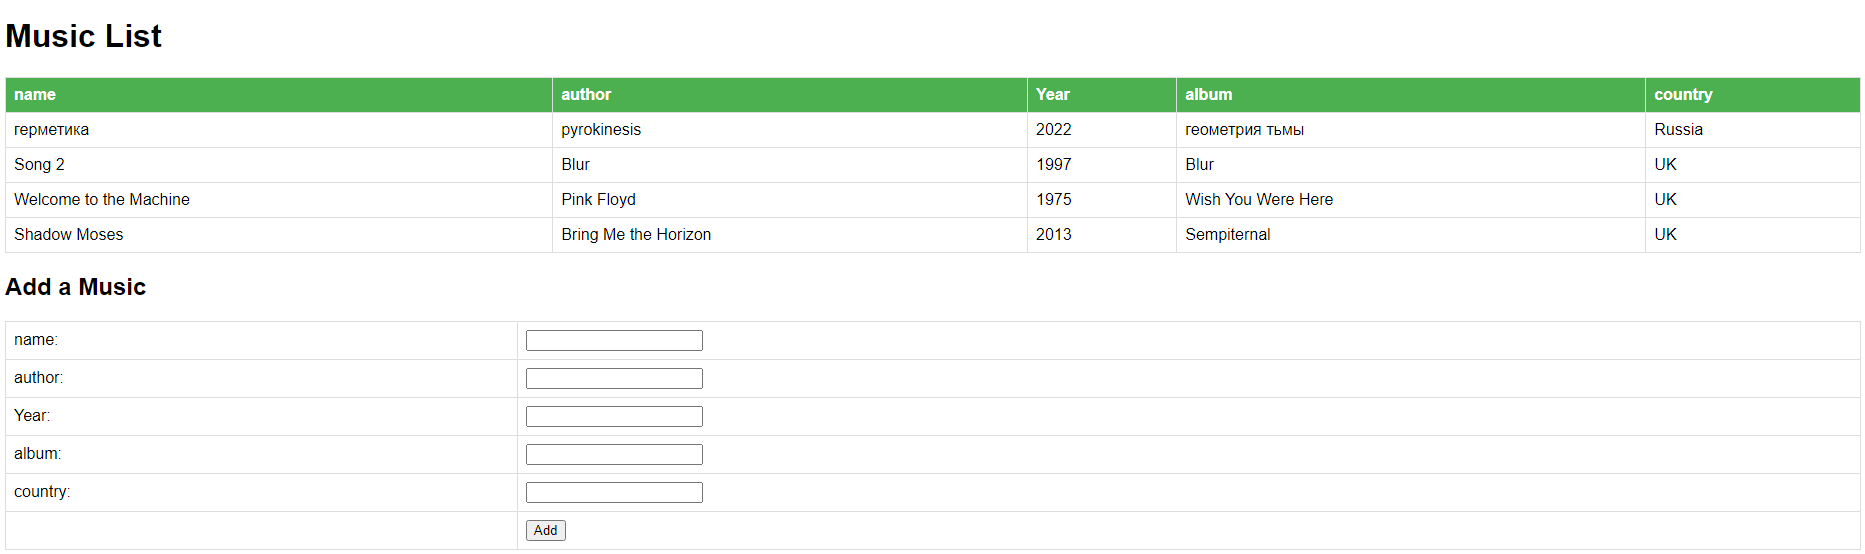 Music List
name author Year album country
герметика pyrokinesis 2022 геометрия тьмы Russia
Song 2 Blur 1997 Blur UK
Welcome to the Machine Pink Floyd 1975 Wish You Were Here UK
Shadow Moses Bring Me the Horizon 2013 Sempiternal UK
Add a Music
name:
author:
Year:
album:
country:
Add